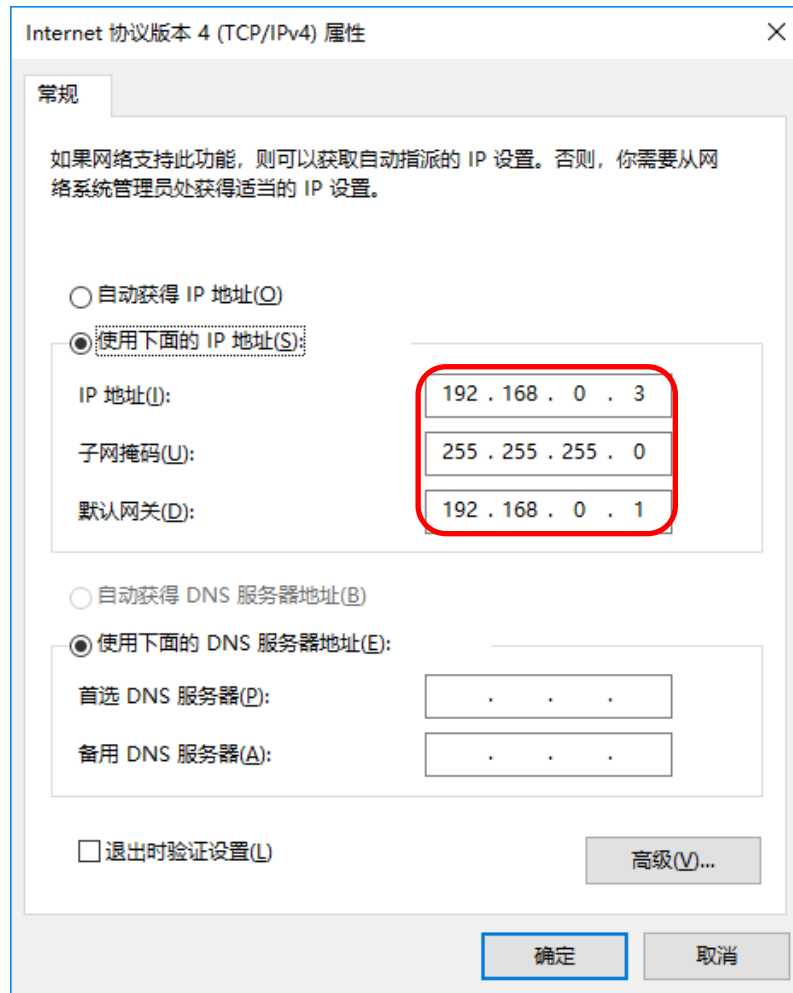 Internet 协议版本 4 (TCP/IPv4) 属性
常规
如果网络支持此功能，则可以获取自动指派的 IP 设置。否则，你需要从网
络系统管理员处获得适当的 IP 设置。
自动获得 IP 地址(O)
使用下面的 IP 地址(S):
IP 地址(I): 192 . 168 . 0 . 3
子网掩码(U): 255 . 255 . 255 . 0
默认网关(D): 192 . 168 . 0 . 1
自动获得 DNS 服务器地址(B)
使用下面的 DNS 服务器地址(E):
首选 DNS 服务器(P): . . .
备用 DNS 服务器(A): . . .
退出时验证设置(L)
高级(V)...
确定 取消